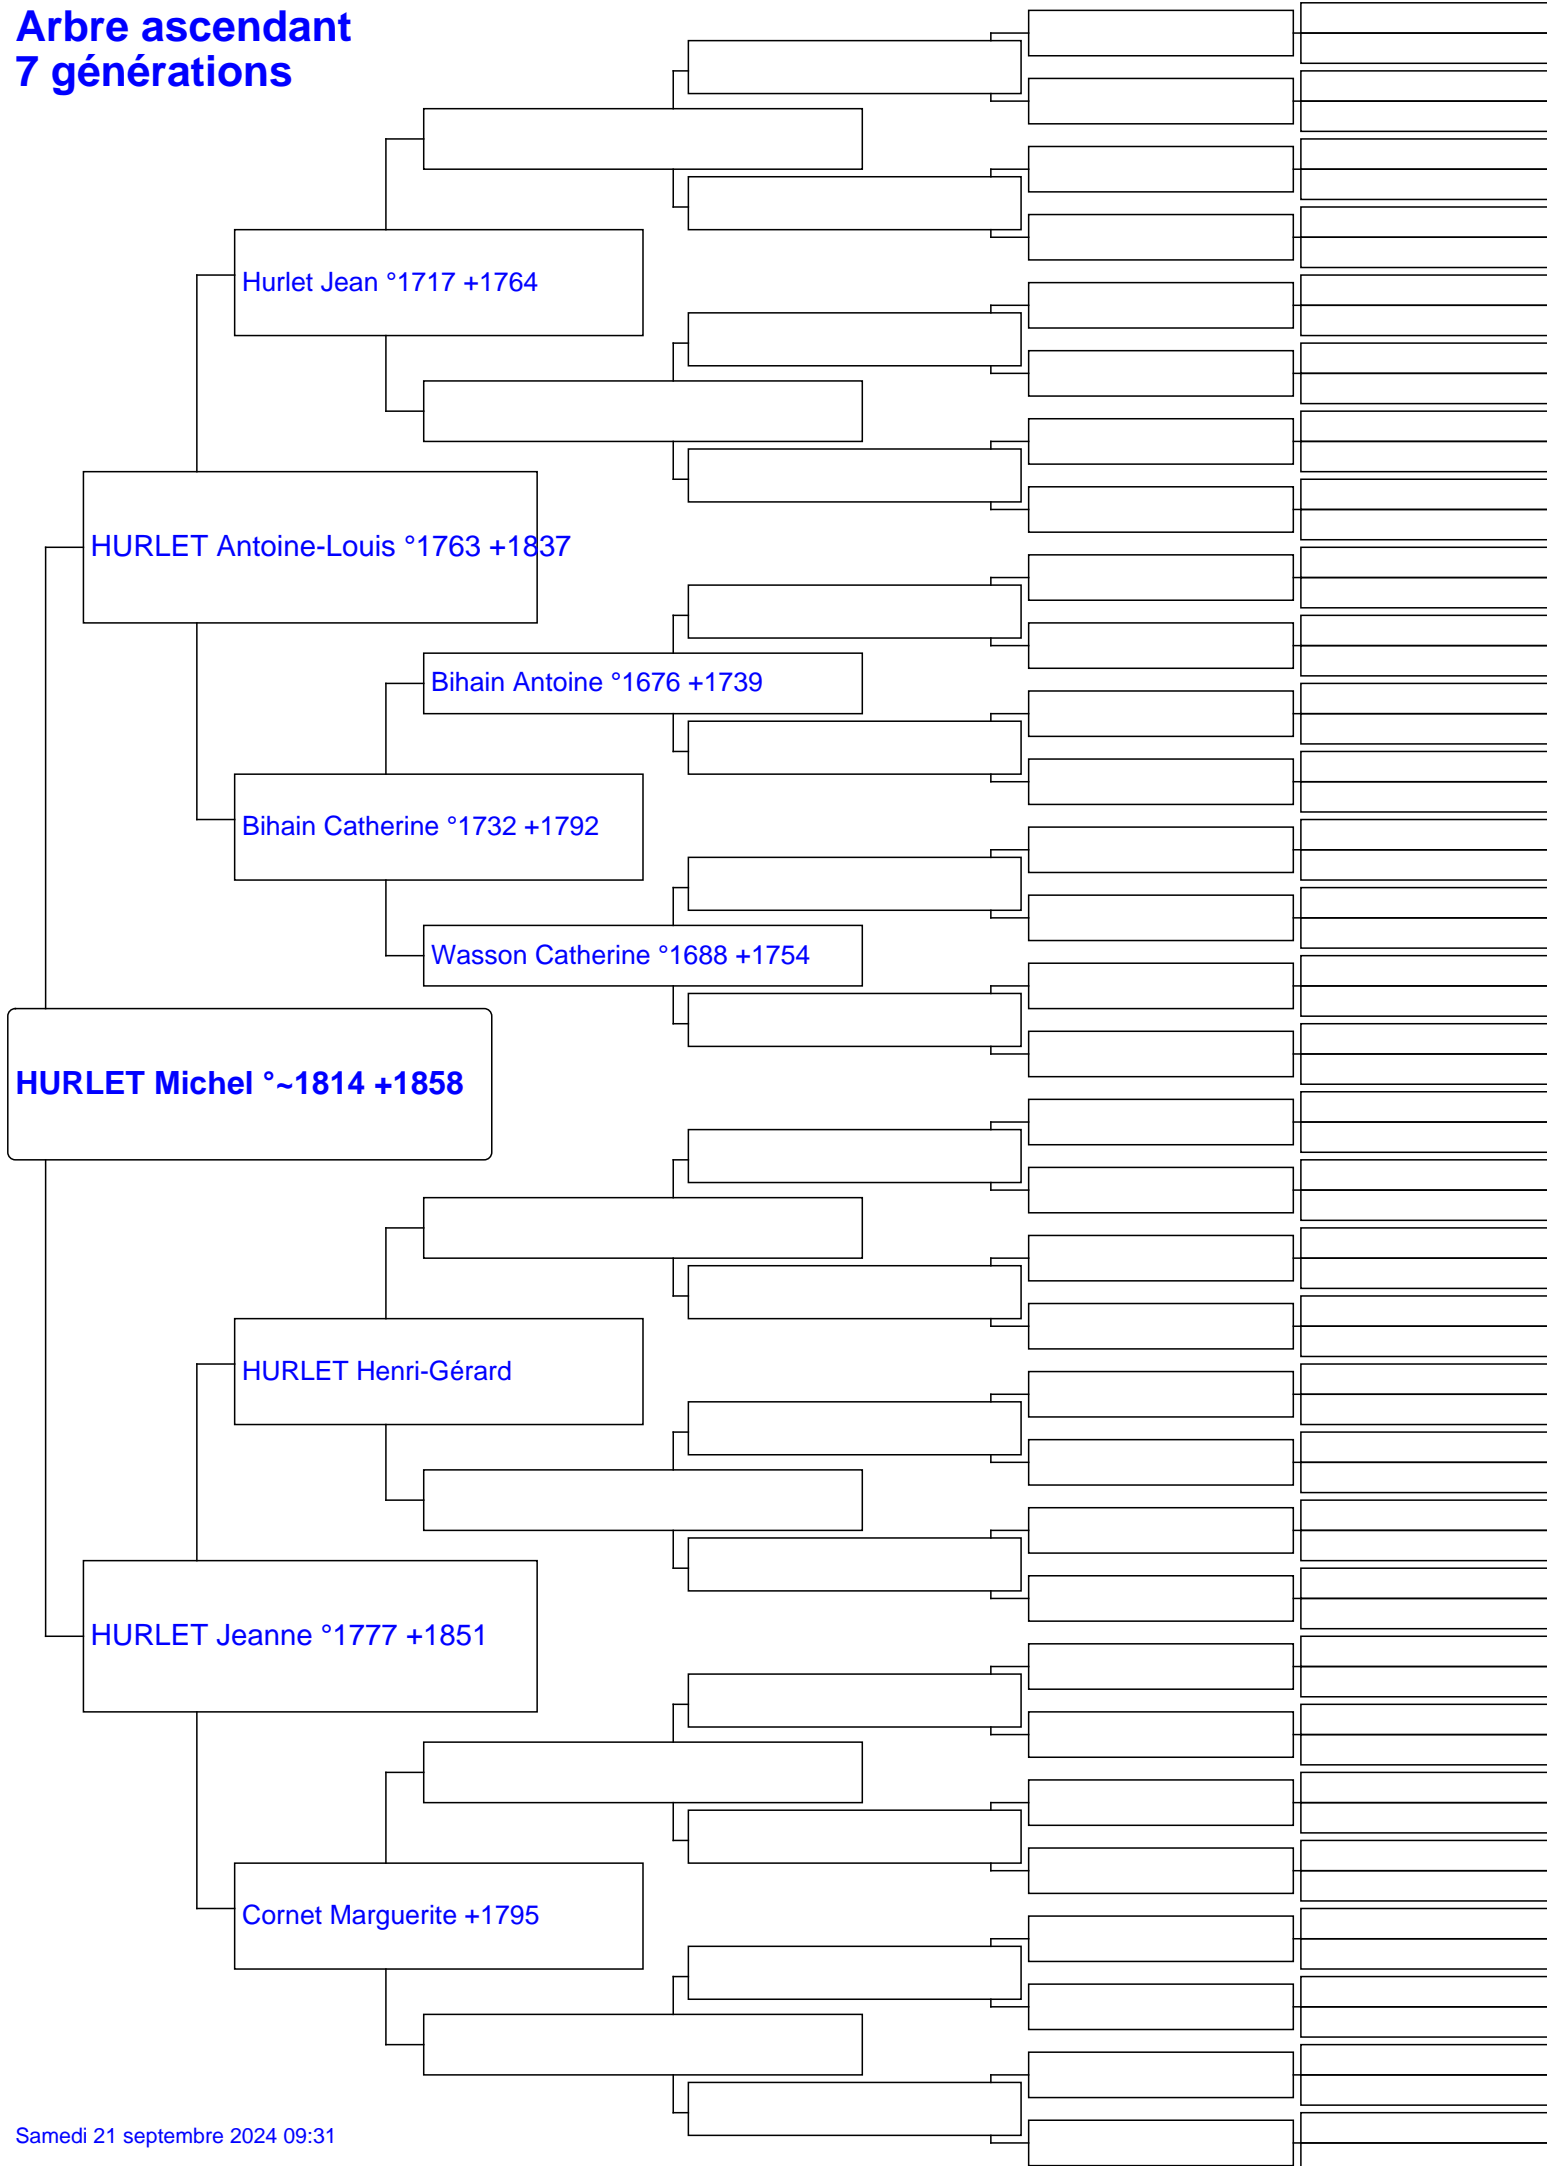 Arbre ascendant
7 générations
Hurlet Jean °1717 +1764
HURLET Antoine-Louis °1763 +1837
Bihain Antoine °1676 +1739
Bihain Catherine °1732 +1792
Wasson Catherine °1688 +1754
HURLET Michel °~1814 +1858
HURLET Henri-Gérard
HURLET Jeanne °1777 +1851
Cornet Marguerite +1795
Samedi 21 septembre 2024 09:31